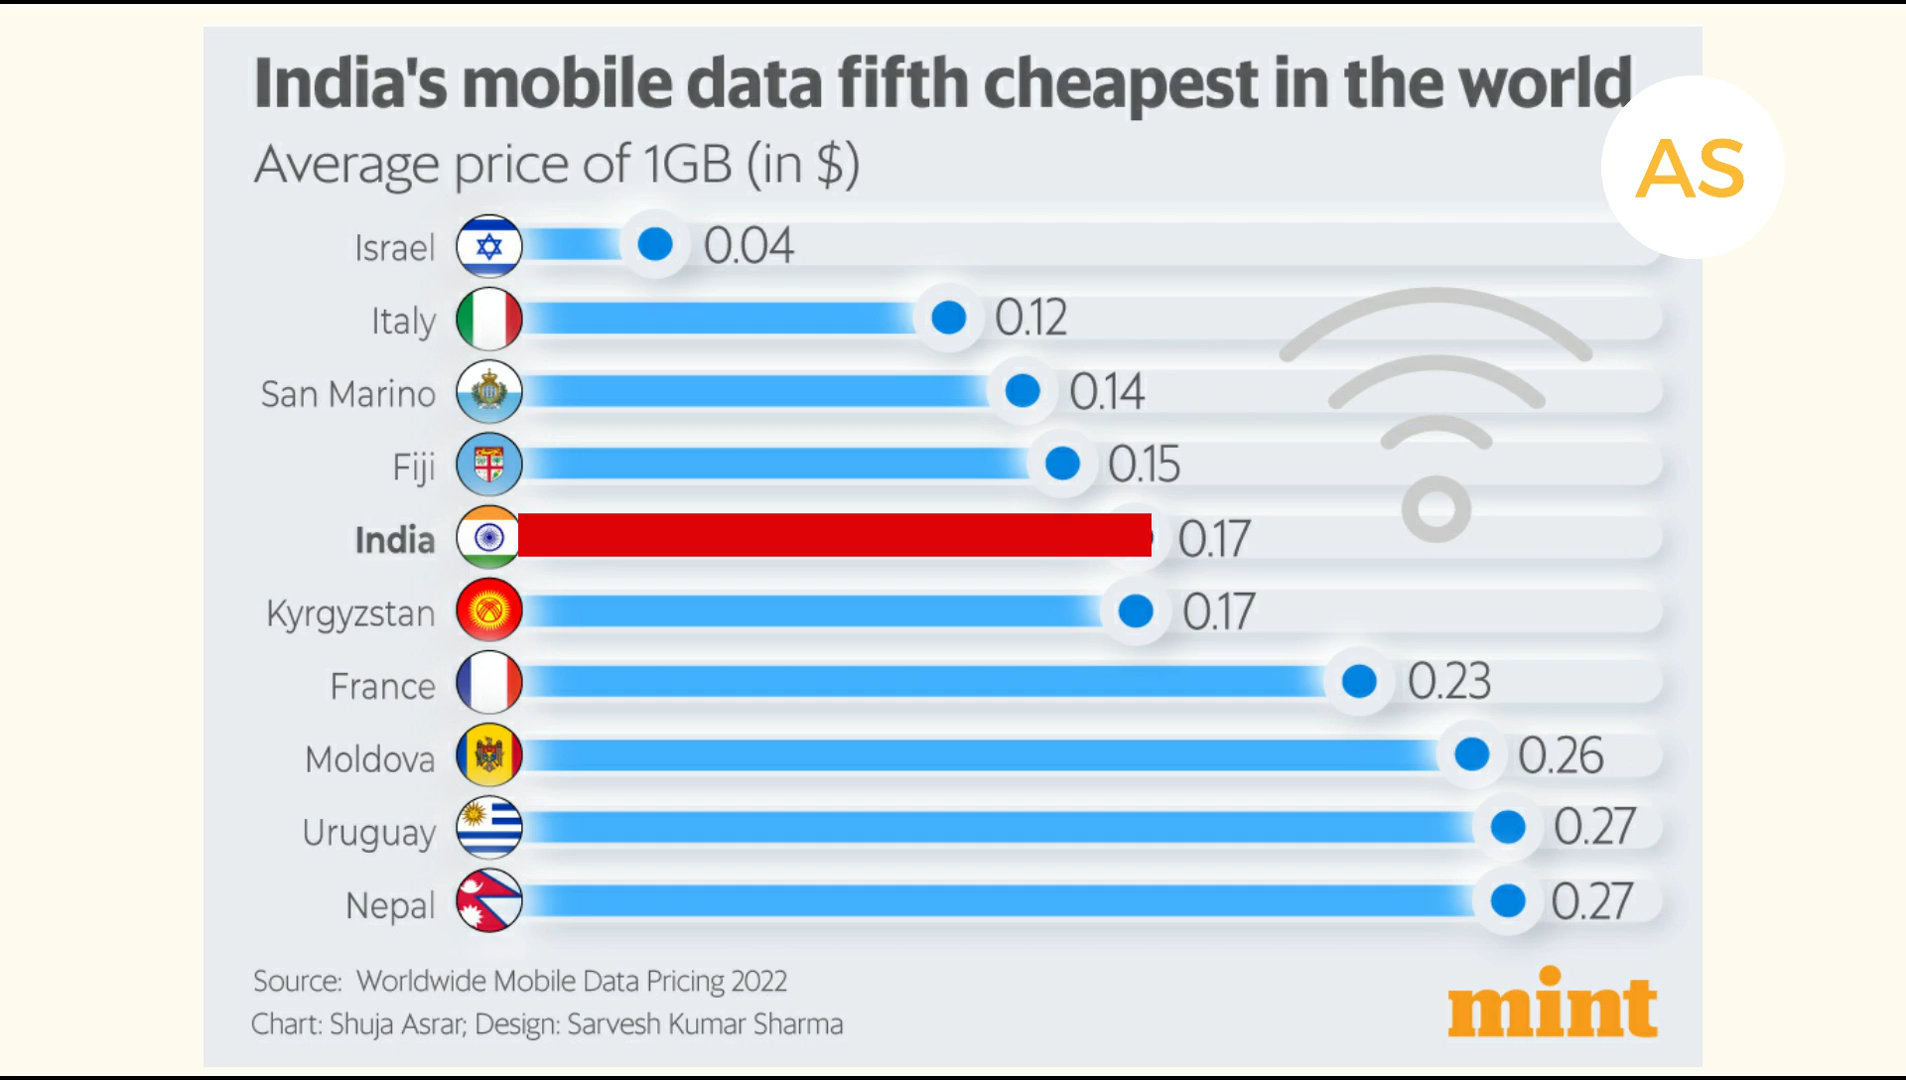 India's mobile data fifth cheapest in the world
AS
Average price of 1GB (in $)
Israel 0.04
Italy 0.12
San Marino 0.14
Fiji 0.15
India 0.17
Kyrgyzstan 0.17
France 0.23
Moldova 0.26
Uruguay 0.27
Nepal 0.27
Source: Worldwide Mobile Data Pricing 2022
Chart: Shuja Asrar; Design: Sarvesh Kumar Sharma
mint